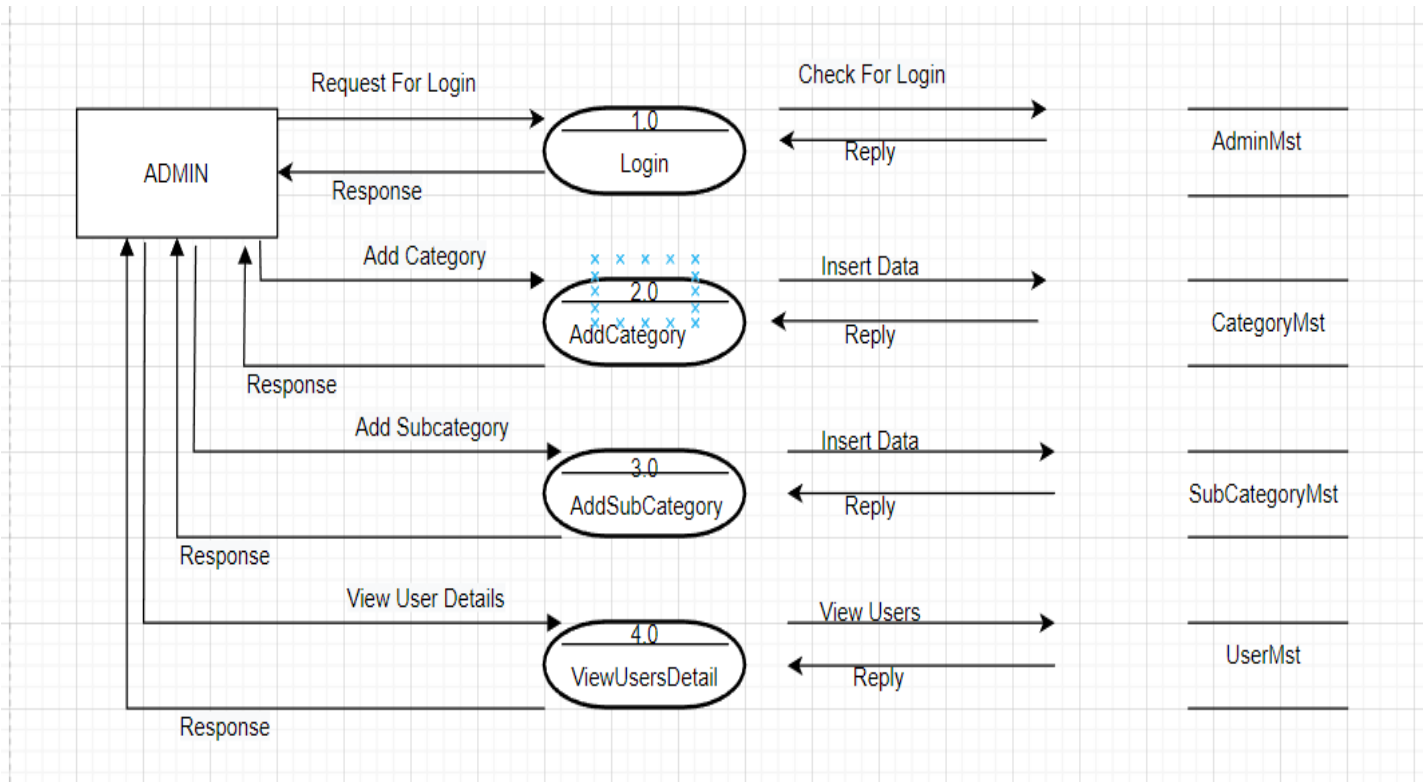 Request For Login
Check For Login
1.0
ADMIN
Login
Reply
AdminMst
Response
Add Category
Insert Data
2.0
AddCategory
Reply
CategoryMst
Response
Add Subcategory
Insert Data
3.0
AddSubCategory
Reply
SubCategoryMst
Response
View User Details
View Users
4.0
ViewUsersDetail
Reply
UserMst
Response